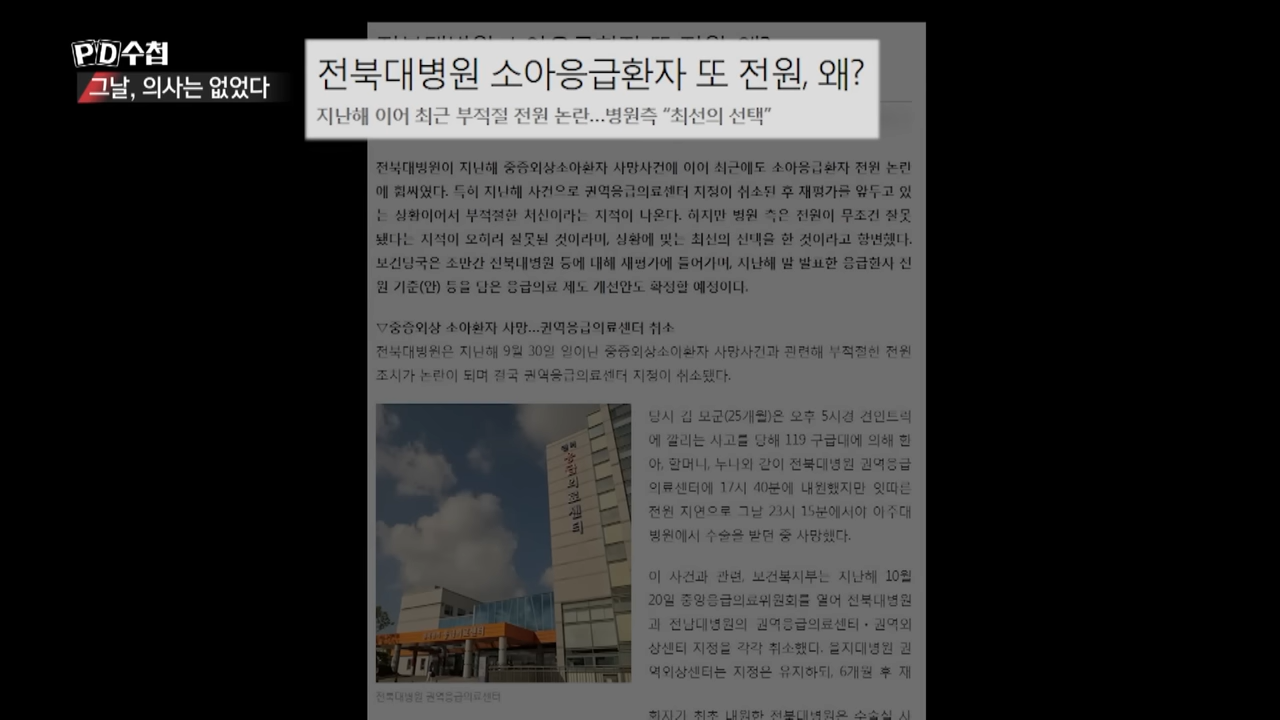 PD수첩
그날, 의사는 없었다
전북대병원 소아응급환자 또 전원, 왜?
지난해 이어 최근 부적절 전원 논란...병원측 “최선의 선택”
전북대병원이 지난해 중증외상소아환자 사망사건에 이어 최근에도 소아응급환자 전원 논란
에 휩싸였다. 특히 지난해 사건으로 권역응급의료센터 지정이 취소된 후 재평가를 앞두고 있
는 상황이어서 부적절한 처신이라는 지적이 나온다. 하지만 병원 측은 전원이 무조건 잘못
됐다는 지적이 오히려 잘못된 것이라며, 상황에 맞는 최선의 선택을 한 것이라고 항변했다.
보건당국은 조만간 전북대병원 등에 대해 재평가에 들어가며, 지난해 말 발표한 응급환자 전
원 기준(안) 등을 담은 응급의료 제도 개선안도 확정할 예정이다.
▽중증외상 소아환자 사망...권역응급의료센터 취소
전북대병원은 지난해 9월 30일 일어난 중증외상소아환자 사망사건과 관련해 부적절한 전원
조치가 논란이 되며 결국 권역응급의료센터 지정이 취소됐다.
당시 김 모군(25개월)은 오후 5시경 견인트럭
에 깔리는 사고를 당해 119 구급대에 의해 환
아, 할머니, 누나와 같이 전북대병원 권역응급
의료센터에 17시 40분에 내원했지만 잇따른
전원 지연으로 그날 23시 15분에서야 아주대
병원에서 수술을 받던 중 사망했다.
이 사건과 관련, 보건복지부는 지난해 10월
20일 중앙응급의료위원회를 열어 전북대병원
과 전남대병원의 권역응급의료센터·권역외
상센터 지정을 각각 취소했다. 을지대병원 권
역외상센터는 지정은 유지하되, 6개월 후 재
전북대병원 권역응급의료센터
환자가 최초 내원한 전북대병원은 수술실 시